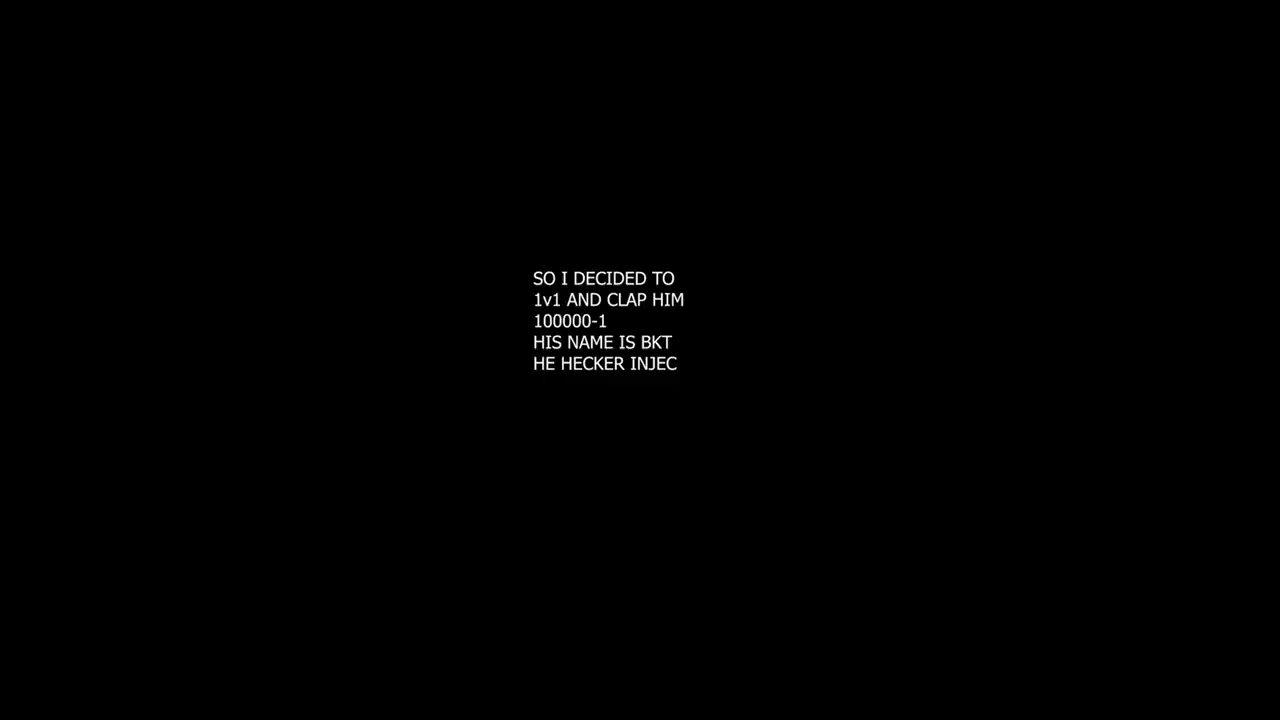 SO I DECIDED TO
1v1 AND CLAP HIM
100000-1
HIS NAME IS BKT
HE HECKER INJEC